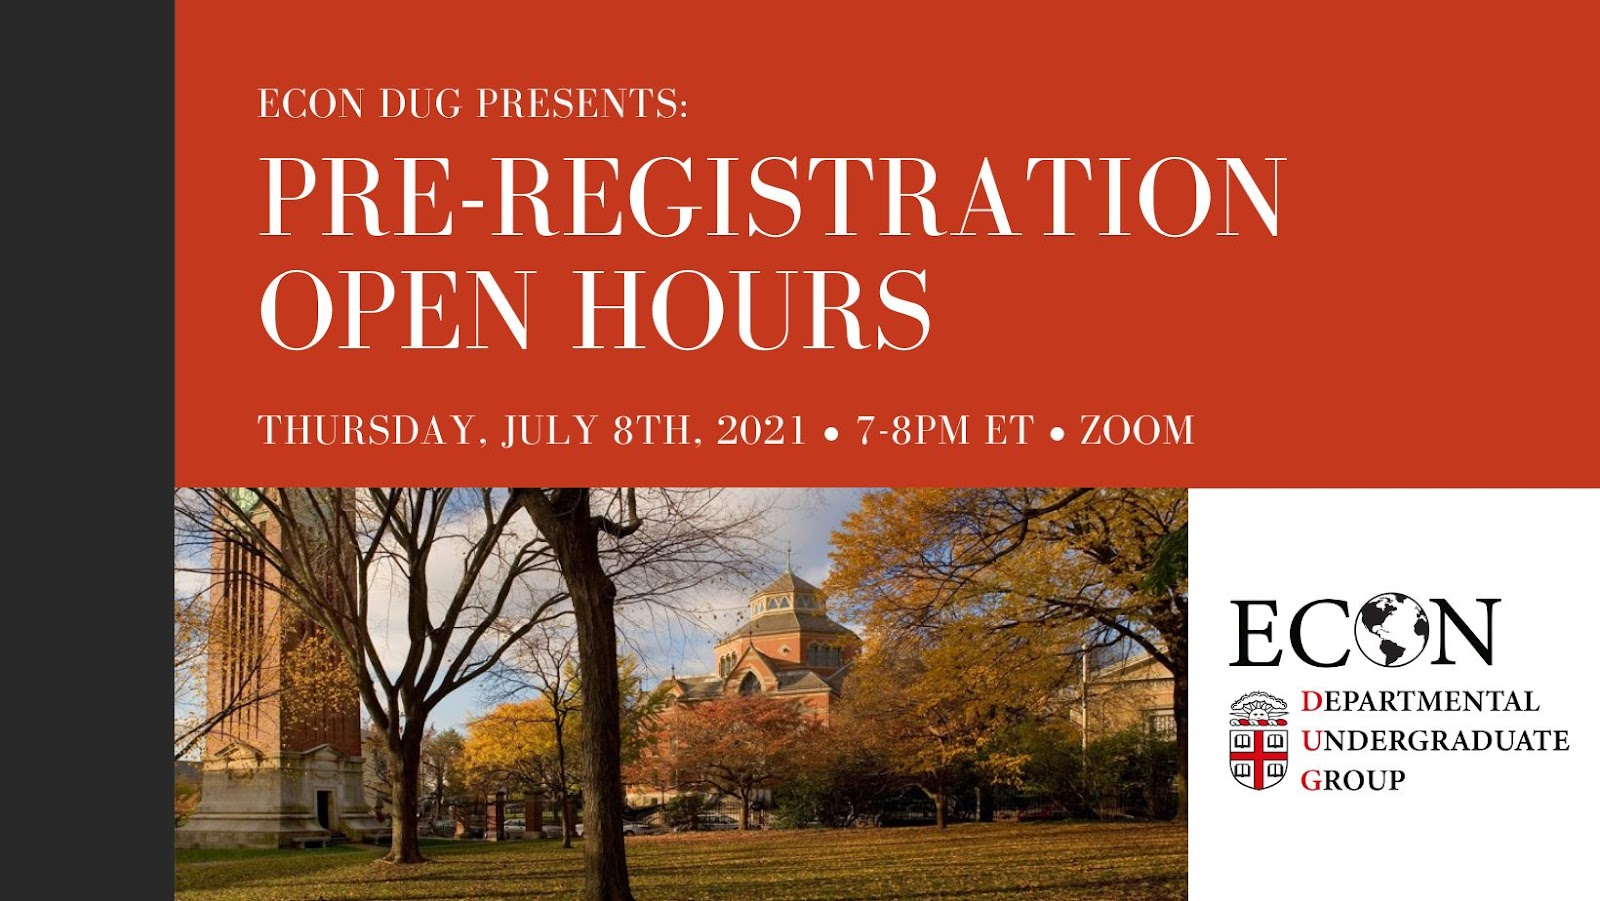 ECON DUG PRESENTS:
PRE-REGISTRATION
OPEN HOURS
THURSDAY, JULY 8TH, 2021 • 7-8PM ET • ZOOM
ECON
DEPARTMENTAL
UNDERGRADUATE
GROUP